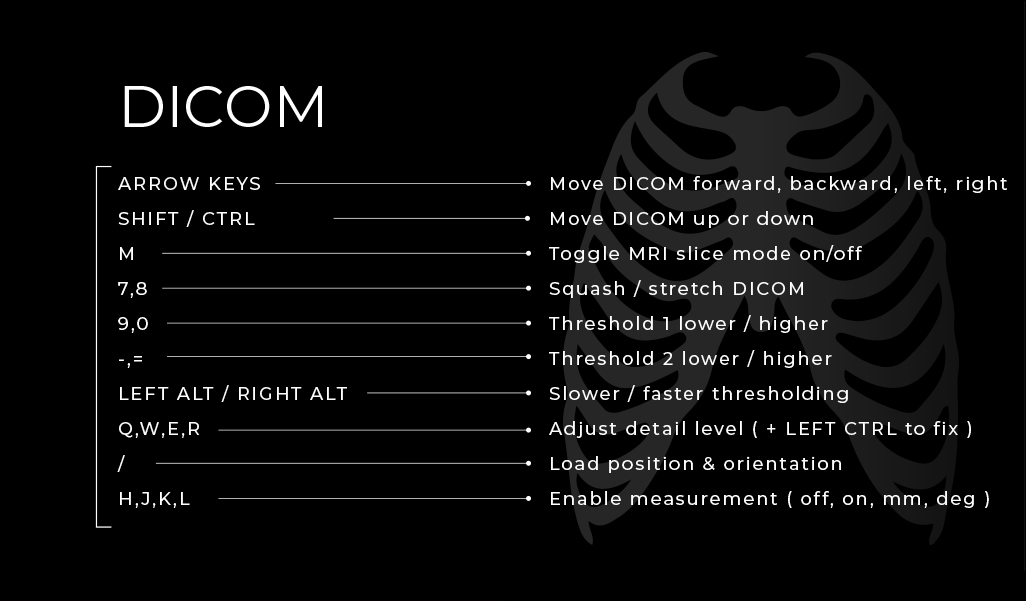 DICOM
ARROW KEYS Move DICOM forward, backward, left, right
SHIFT / CTRL Move DICOM up or down
M Toggle MRI slice mode on/off
7,8 Squash / stretch DICOM
9,0 Threshold 1 lower / higher
-,= Threshold 2 lower / higher
LEFT ALT / RIGHT ALT Slower / faster thresholding
Q,W,E,R Adjust detail level ( + LEFT CTRL to fix )
/ Load position & orientation
H,J,K,L Enable measurement ( off, on, mm, deg )